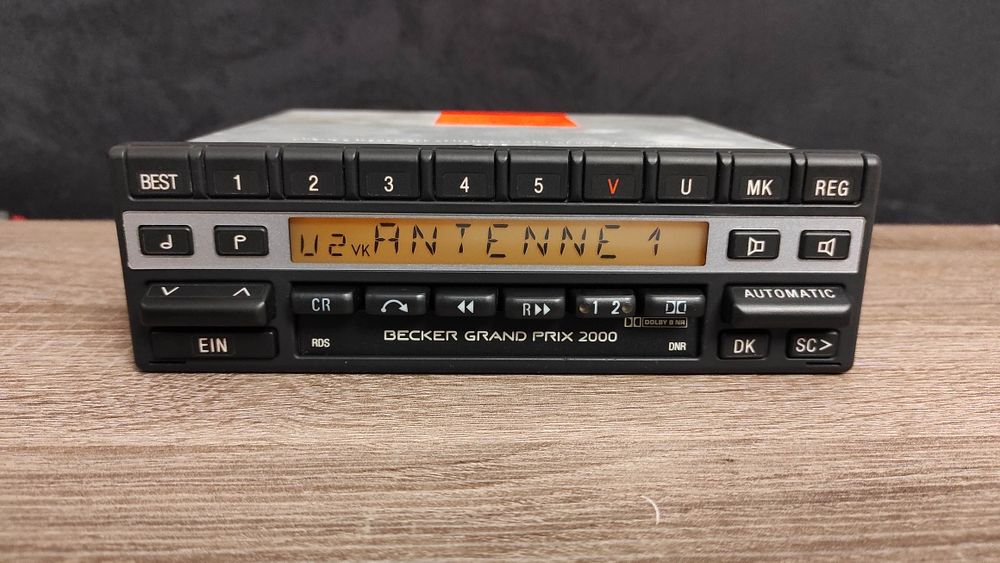 BEST 1 2 3 4 5 V U MK REG
P U2 VK ANTENNE 1
CR R 1 2 AUTOMATIC
DOLBY B NR
EIN RDS BECKER GRAND PRIX 2000 DNR DK SC>